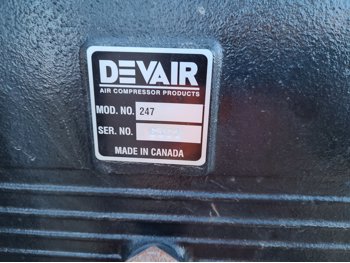 DEVAIR
AIR COMPRESSOR PRODUCTS
MOD. NO. 247
SER. NO.
MADE IN CANADA